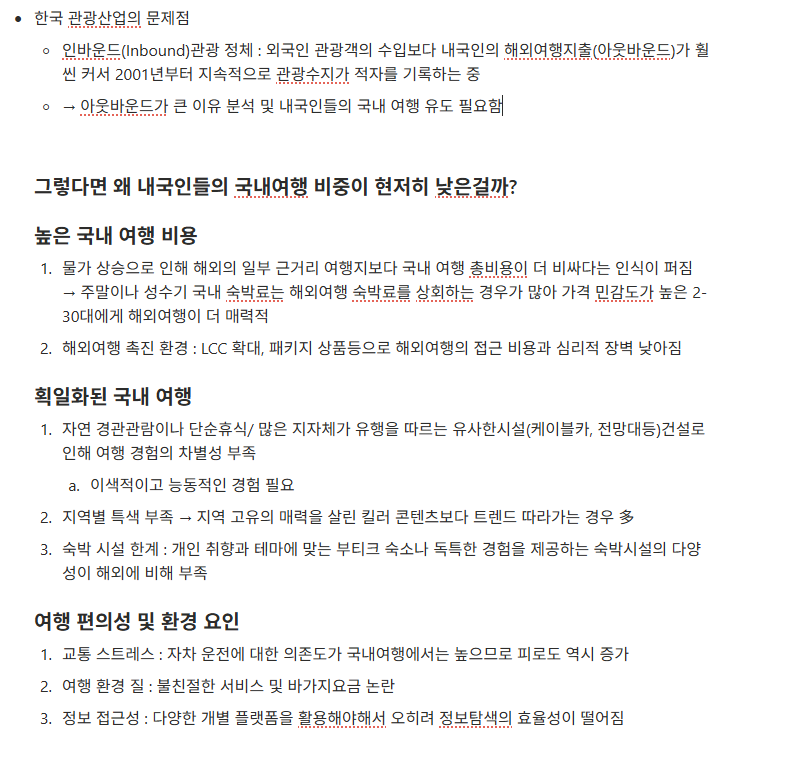 • 한국 관광산업의 문제점
◦ 인바운드(Inbound)관광 정체 : 외국인 관광객의 수입보다 내국인의 해외여행지출(아웃바운드)가 훨
씬 커서 2001년부터 지속적으로 관광수지가 적자를 기록하는 중
◦ → 아웃바운드가 큰 이유 분석 및 내국인들의 국내 여행 유도 필요함
그렇다면 왜 내국인들의 국내여행 비중이 현저히 낮은걸까?
높은 국내 여행 비용
1. 물가 상승으로 인해 해외의 일부 근거리 여행지보다 국내 여행 총비용이 더 비싸다는 인식이 퍼짐
→ 주말이나 성수기 국내 숙박료는 해외여행 숙박료를 상회하는 경우가 많아 가격 민감도가 높은 2-
30대에게 해외여행이 더 매력적
2. 해외여행 촉진 환경 : LCC 확대, 패키지 상품등으로 해외여행의 접근 비용과 심리적 장벽 낮아짐
획일화된 국내 여행
1. 자연 경관관람이나 단순휴식/ 많은 지자체가 유행을 따르는 유사한시설(케이블카, 전망대등)건설로
인해 여행 경험의 차별성 부족
a. 이색적이고 능동적인 경험 필요
2. 지역별 특색 부족 → 지역 고유의 매력을 살린 킬러 콘텐츠보다 트렌드 따라가는 경우 多
3. 숙박 시설 한계 : 개인 취향과 테마에 맞는 부티크 숙소나 독특한 경험을 제공하는 숙박시설의 다양
성이 해외에 비해 부족
여행 편의성 및 환경 요인
1. 교통 스트레스 : 자차 운전에 대한 의존도가 국내여행에서는 높으므로 피로도 역시 증가
2. 여행 환경 질 : 불친절한 서비스 및 바가지요금 논란
3. 정보 접근성 : 다양한 개별 플랫폼을 활용해야해서 오히려 정보탐색의 효율성이 떨어짐